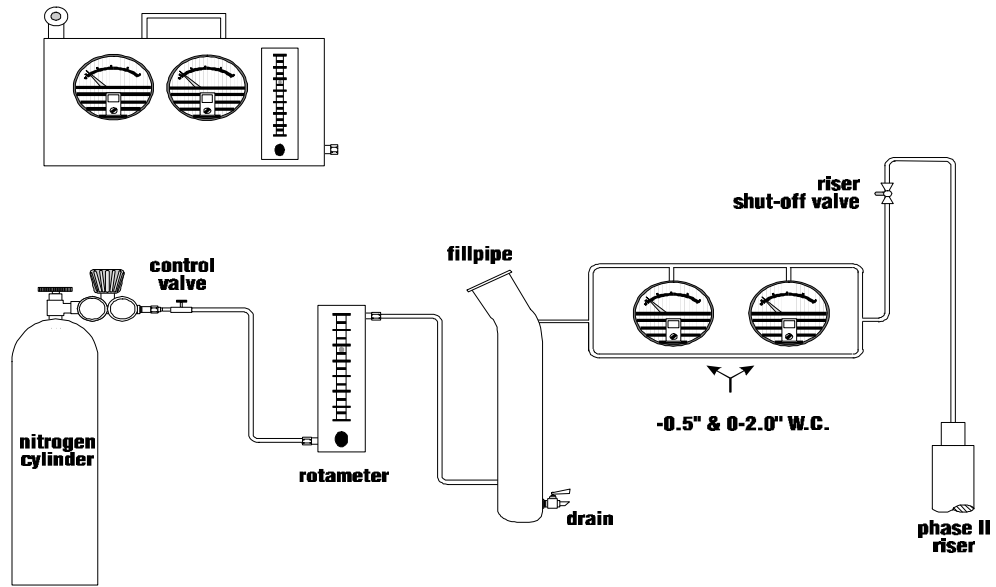 riser
shut-off valve
fillpipe
control
valve
-0.5" & 0-2.0" W.C.
nitrogen
cylinder
rotameter
drain
phase II
riser